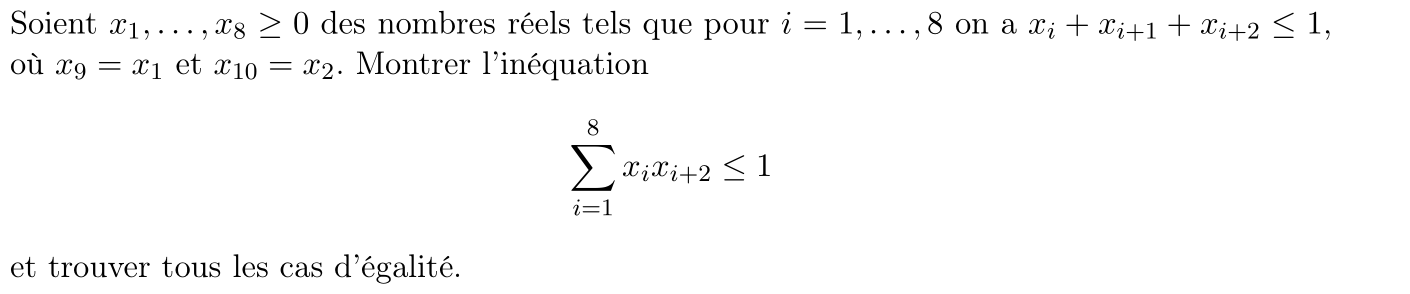 Soient $x_1, \ldots, x_8 \geq 0$ des nombres réels tels que pour $i = 1, \ldots, 8$ on a $x_i + x_{i+1} + x_{i+2} \leq 1$,
où $x_9 = x_1$ et $x_{10} = x_2$. Montrer l'inéquation
$$\sum_{i=1}^{8} x_i x_{i+2} \leq 1$$
et trouver tous les cas d'égalité.